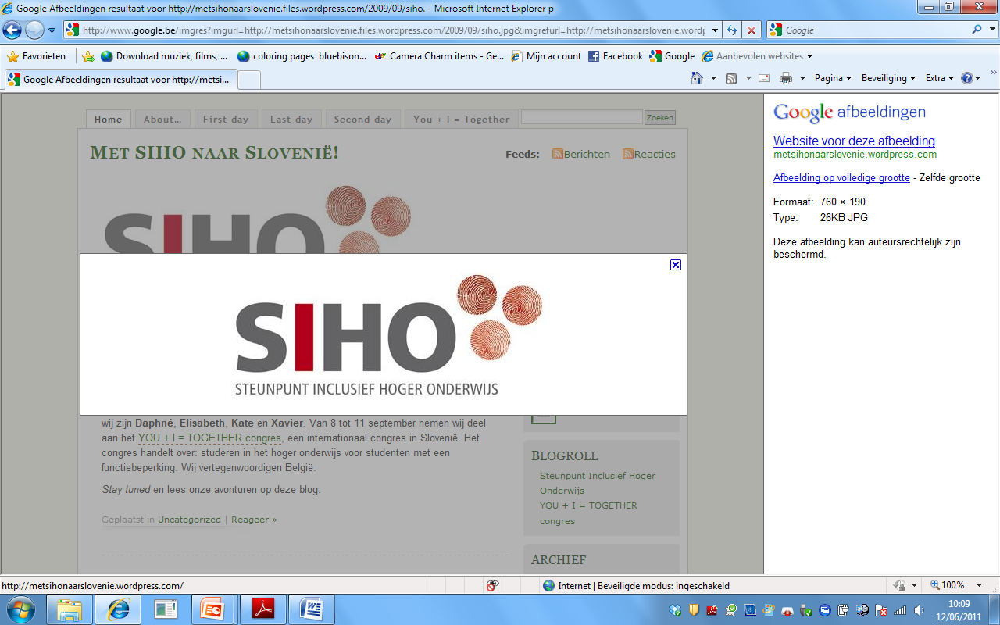 Google Afbeeldingen resultaat voor http://metsihonaarslovenie.files.wordpress.com/2009/09/siho. - Microsoft Internet Explorer p
http://www.google.be/imgres?imgurl=http://metsihonaarslovenie.files.wordpress.com/2009/09/siho.jpg&imgrefurl=http://metsihonaarslovenie.wordp
Google
Favorieten
Download muziek, films, ...
coloring pages bluebison...
Camera Charm items - Ge...
Mijn account
Facebook
Google
Aanbevolen websites
Google Afbeeldingen resultaat voor http://metsi...
Pagina
Beveiliging
Extra
Home
About...
First day
Last day
Second day
You + I = Together
Zoeken
Met SIHO naar Slovenië!
Feeds:
Berichten
Reacties
SIHO
SIHO
STEUNPUNT INCLUSIEF HOGER ONDERWIJS
wij zijn Daphné, Elisabeth, Kate en Xavier. Van 8 tot 11 september nemen wij deel
aan het YOU + I = TOGETHER congres, een internationaal congres in Slovenië. Het
congres handelt over: studeren in het hoger onderwijs voor studenten met een
functiebeperking. Wij vertegenwoordigen België.
Stay tuned en lees onze avonturen op deze blog.
Geplaatst in Uncategorized | Reageer »
Blogroll
Steunpunt Inclusief Hoger
Onderwijs
YOU + I = TOGETHER
congres
Archief
Google afbeeldingen
Website voor deze afbeelding
metsihonaarslovenie.wordpress.com
Afbeelding op volledige grootte - Zelfde grootte
Formaat: 760 × 190
Type: 26KB JPG
Deze afbeelding kan auteursrechtelijk zijn
beschermd.
http://metsihonaarslovenie.wordpress.com/
Internet | Beveiligde modus: ingeschakeld
100%
10:09
12/06/2011